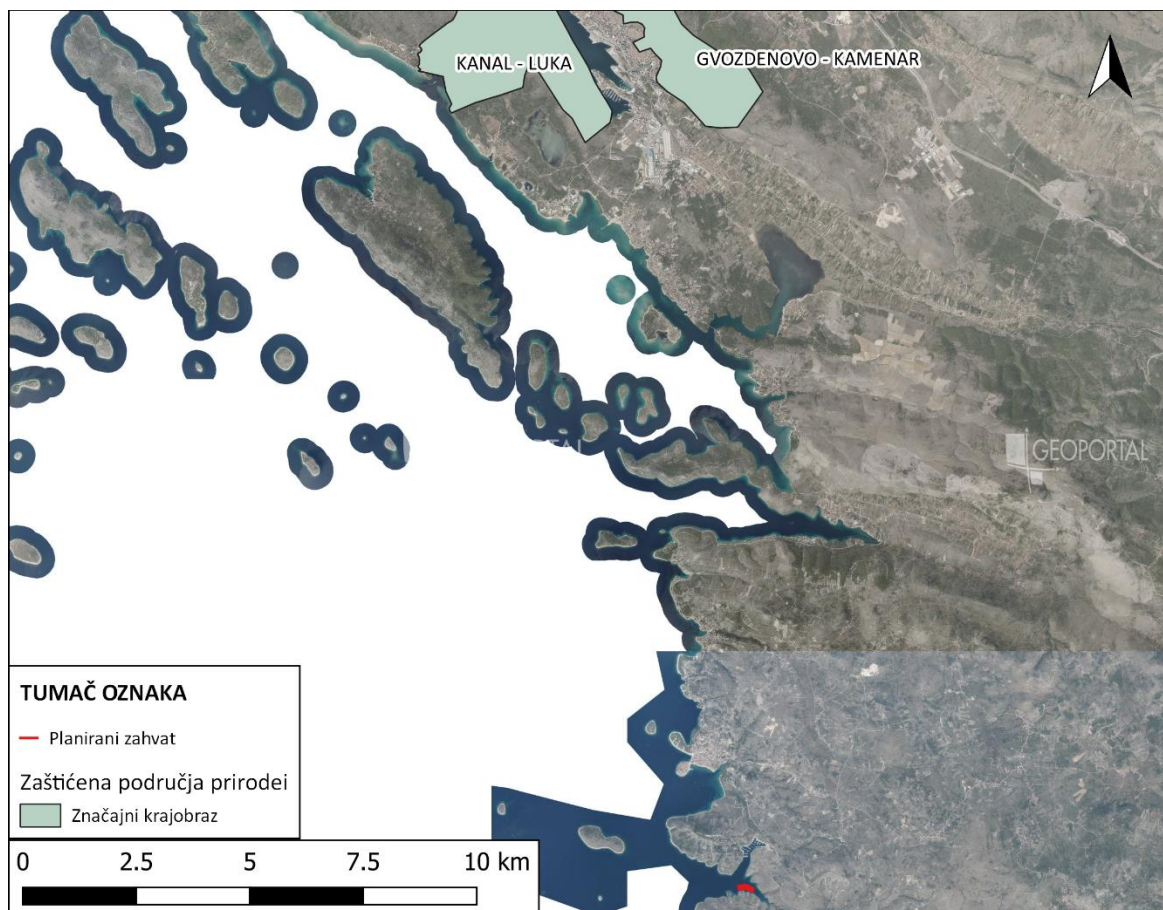 KANAL - LUKA
GVOZDENOVO - KAMENAR
GEOPORTAL
TUMAČ OZNAKA
Planirani zahvat
Zaštićena područja prirodei
Značajni krajobraz
0 2.5 5 7.5 10 km